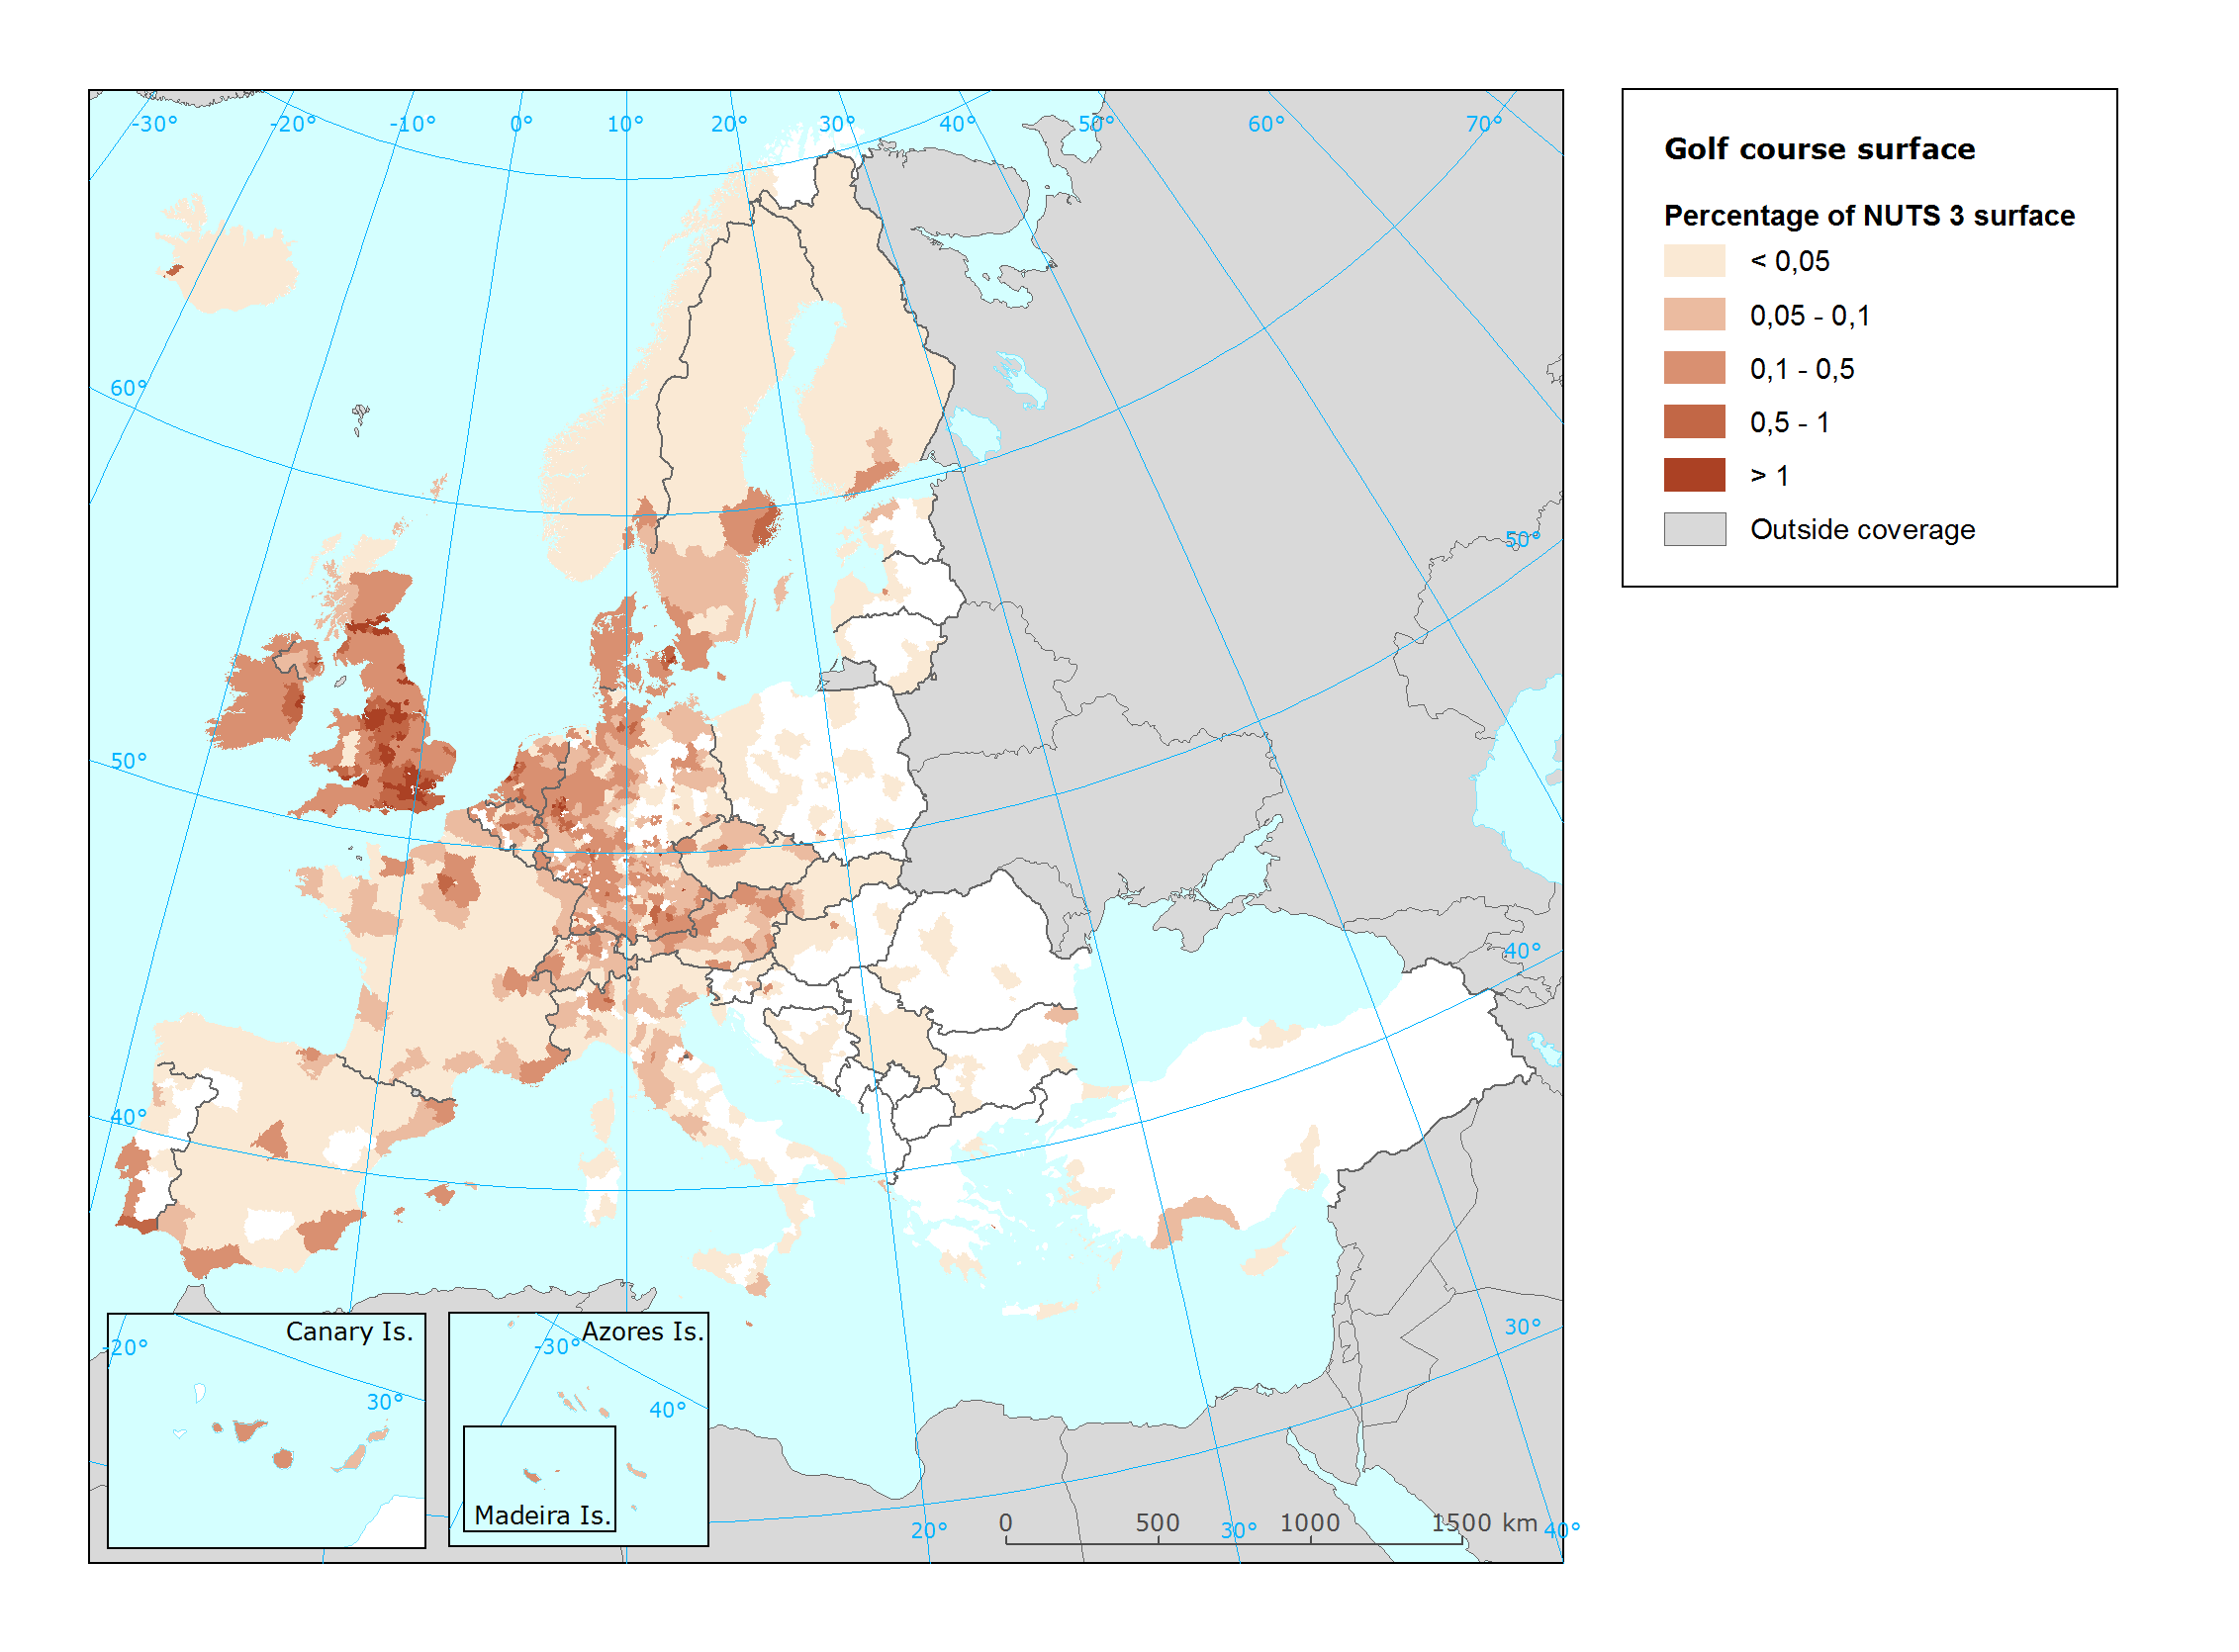 -30°
-20°
-10°
0°
10°
20°
30°
40°
50°
60°
70°
60°
50°
40°
50°
40°
30°
Canary Is.
-20°
30°
Azores Is.
-30°
40°
Madeira Is.
0 500 1000 1500 km
20°
30°
40°
Golf course surface
Percentage of NUTS 3 surface
< 0,05
0,05 - 0,1
0,1 - 0,5
0,5 - 1
> 1
Outside coverage